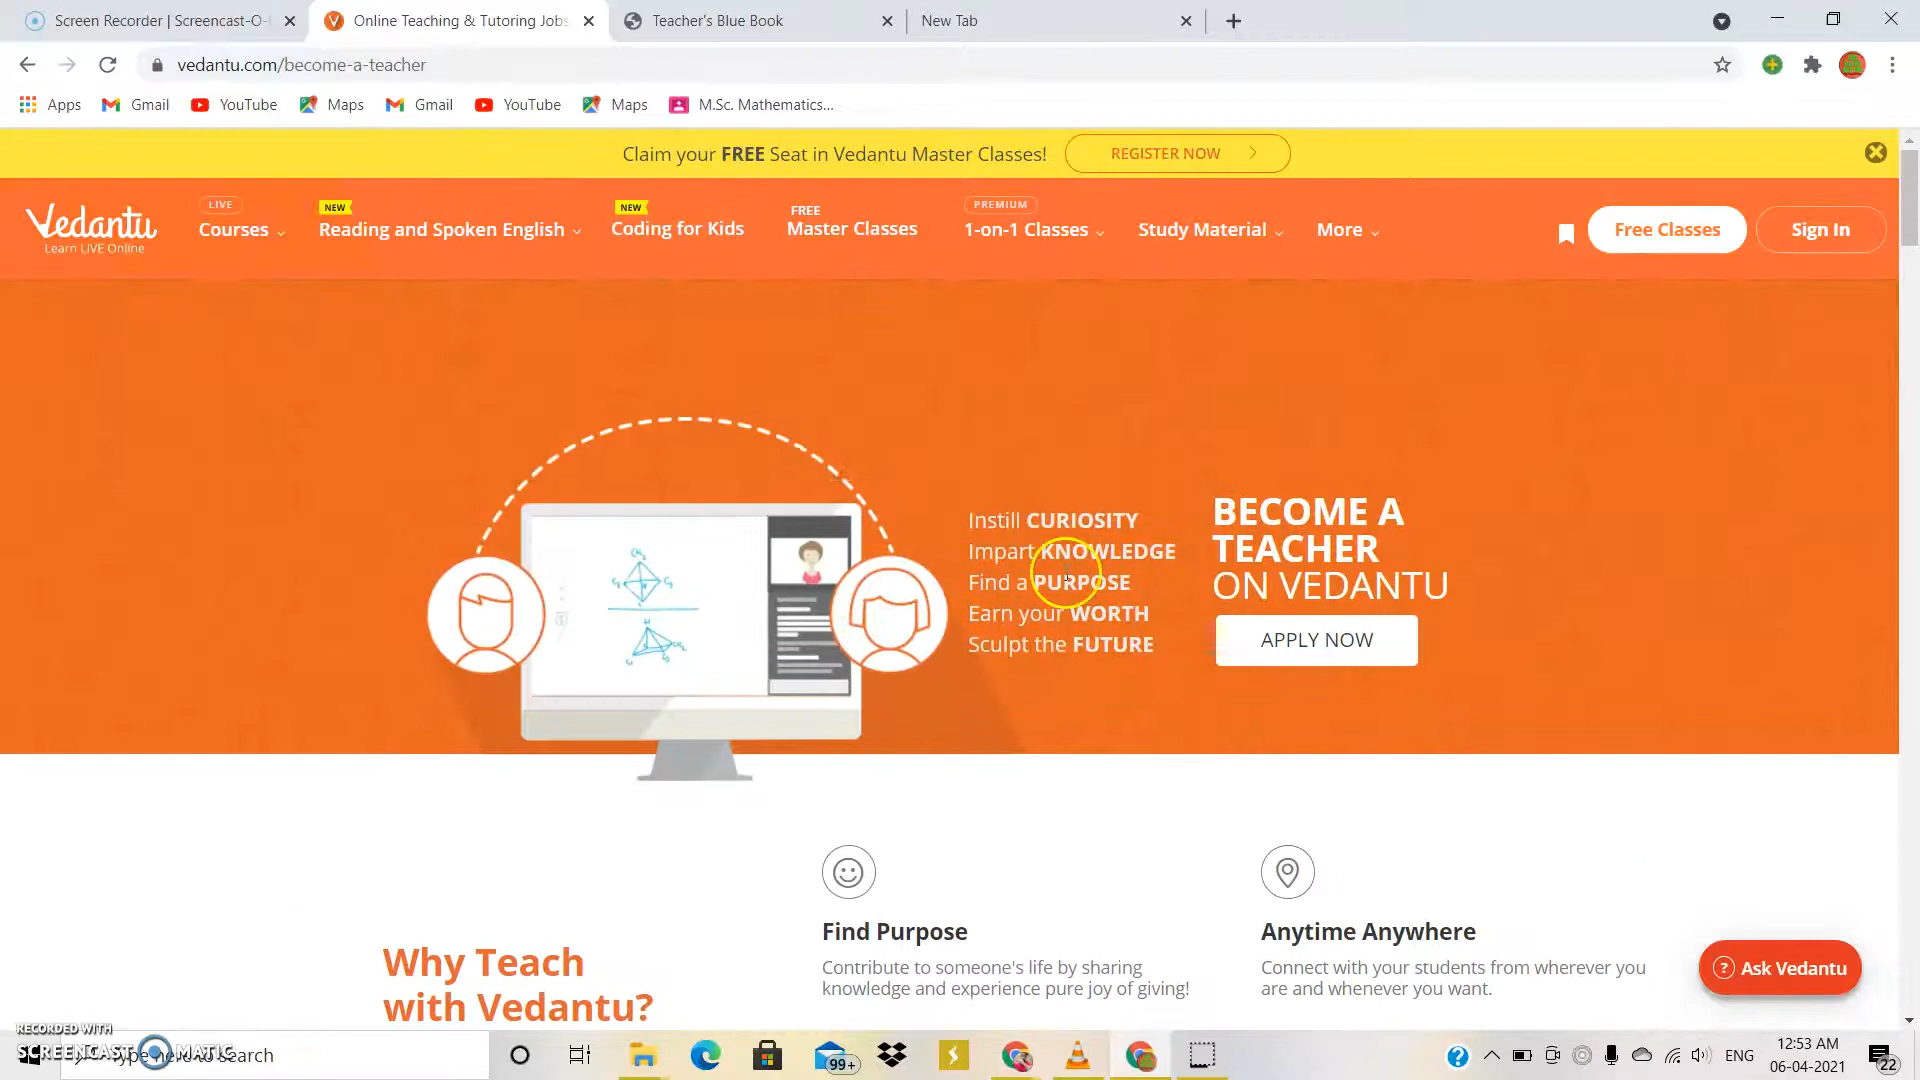 Screen Recorder | Screencast-O-
Online Teaching & Tutoring Jobs
Teacher's Blue Book
New Tab
vedantu.com/become-a-teacher
Apps
Gmail
YouTube
Maps
Gmail
YouTube
Maps
M.Sc. Mathematics...
Claim your FREE Seat in Vedantu Master Classes!
REGISTER NOW
Vedantu
Learn LIVE Online
LIVE
Courses
NEW
Reading and Spoken English
NEW
Coding for Kids
FREE
Master Classes
PREMIUM
1-on-1 Classes
Study Material
More
Free Classes
Sign In
Instill CURIOSITY
Impart KNOWLEDGE
Find a PURPOSE
Earn your WORTH
Sculpt the FUTURE
BECOME A
TEACHER
ON VEDANTU
APPLY NOW
Why Teach
with Vedantu?
Find Purpose
Contribute to someone's life by sharing
knowledge and experience pure joy of giving!
Anytime Anywhere
Connect with your students from wherever you
are and whenever you want.
? Ask Vedantu
RECORDED WITH
SCREENCAST MATIC
Type here to search
99+
ENG
12:53 AM
06-04-2021
22